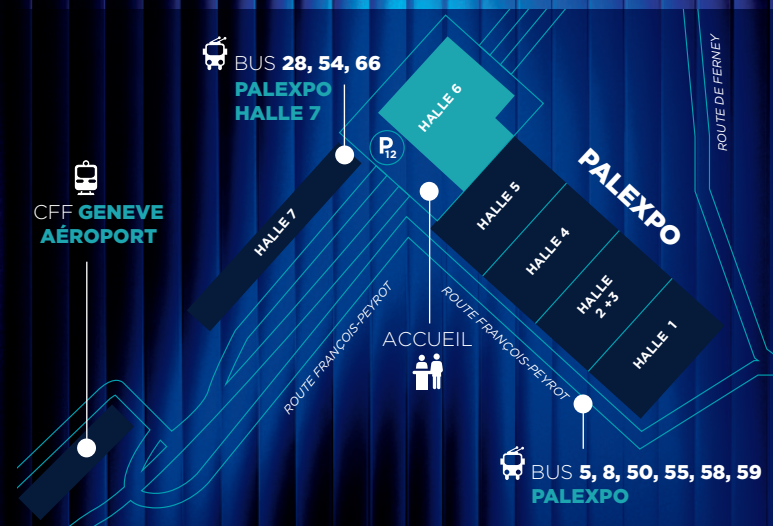 BUS 28, 54, 66
PALEXPO
HALLE 7
ROUTE DE FERNEY
HALLE 6
P12
PALEXPO
CFF GENEVE
AÉROPORT
HALLE 7
HALLE 5
HALLE 4
HALLE
2 +3
HALLE 1
ROUTE FRANÇOIS-PEYROT
ROUTE FRANÇOIS-PEYROT
ACCUEIL
BUS 5, 8, 50, 55, 58, 59
PALEXPO